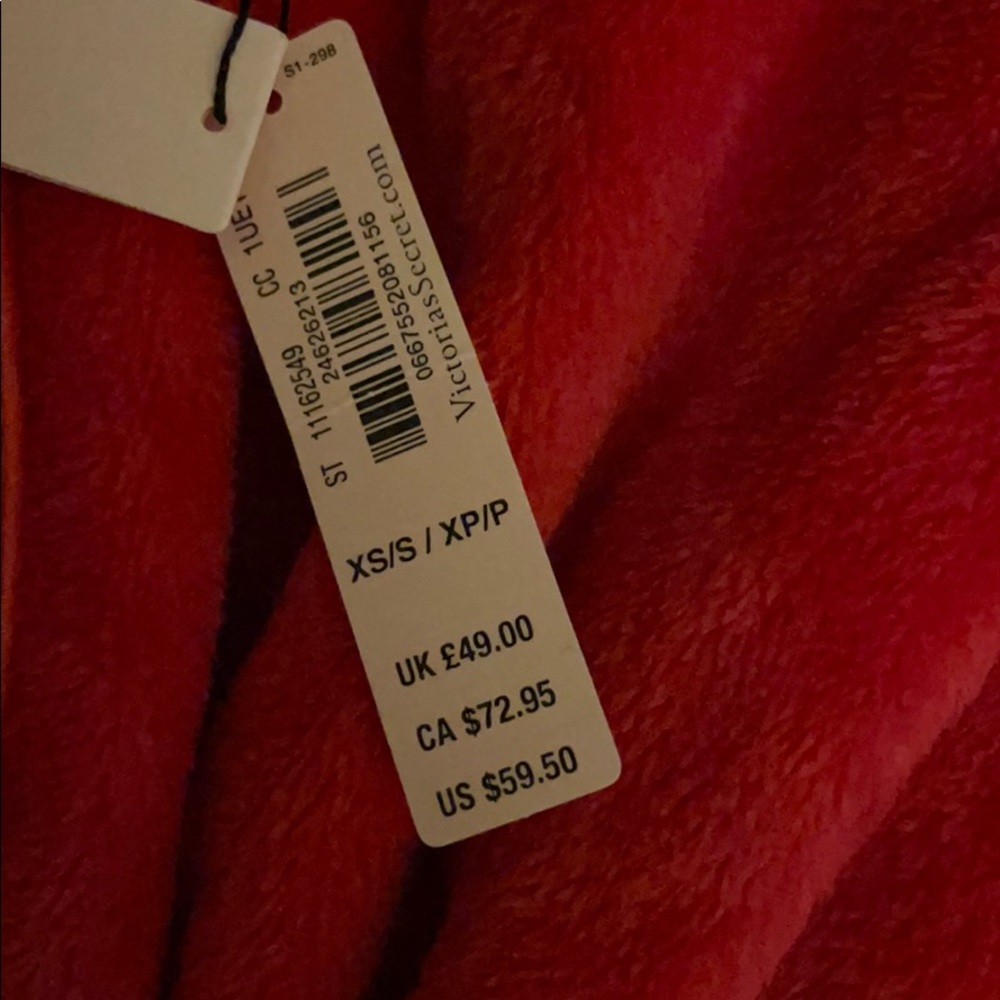 S1-298
VictoriasSecret.com
0667552081156
24626213
ST 11162549 CC
XS/S / XP/P
UK £49.00
CA $72.95
US $59.50